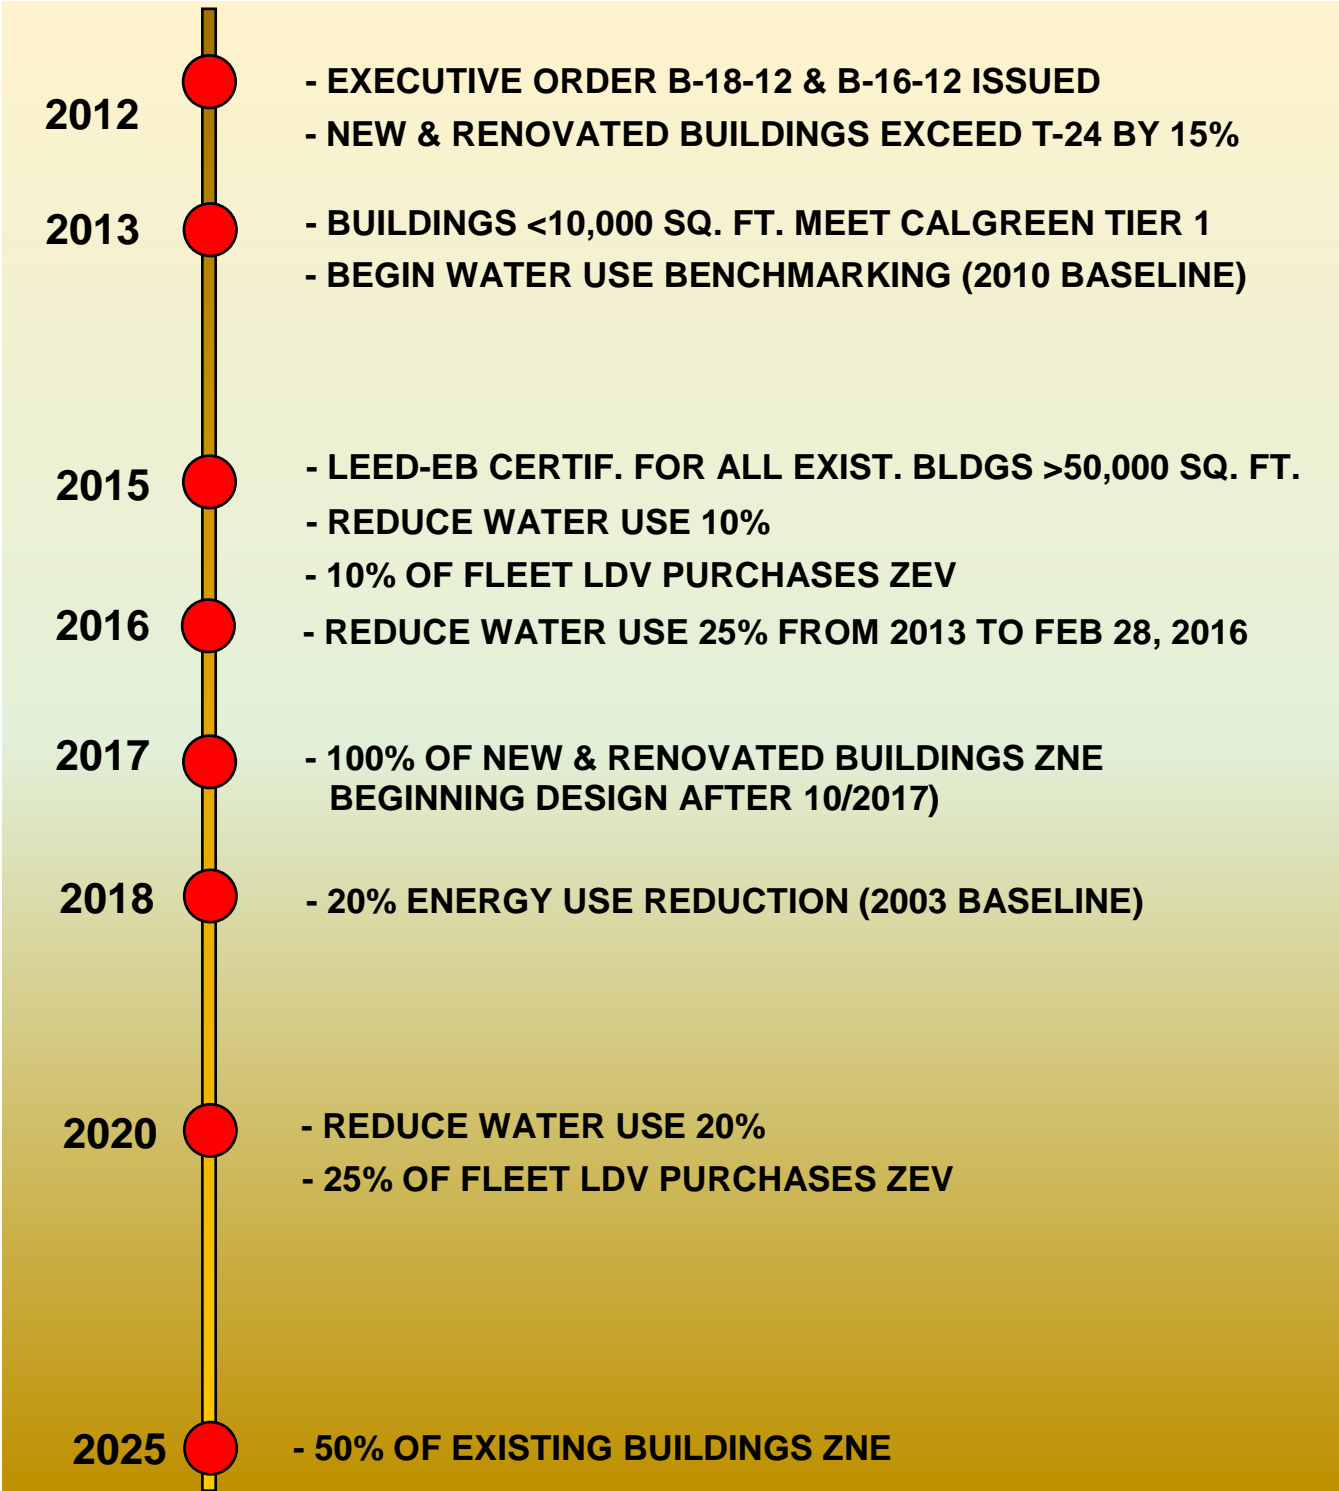 2012
- EXECUTIVE ORDER B-18-12 & B-16-12 ISSUED
- NEW & RENOVATED BUILDINGS EXCEED T-24 BY 15%
2013
- BUILDINGS <10,000 SQ. FT. MEET CALGREEN TIER 1
- BEGIN WATER USE BENCHMARKING (2010 BASELINE)
2015
- LEED-EB CERTIF. FOR ALL EXIST. BLDGS >50,000 SQ. FT.
- REDUCE WATER USE 10%
- 10% OF FLEET LDV PURCHASES ZEV
2016
- REDUCE WATER USE 25% FROM 2013 TO FEB 28, 2016
2017
- 100% OF NEW & RENOVATED BUILDINGS ZNE
BEGINNING DESIGN AFTER 10/2017)
2018
- 20% ENERGY USE REDUCTION (2003 BASELINE)
2020
- REDUCE WATER USE 20%
- 25% OF FLEET LDV PURCHASES ZEV
2025
- 50% OF EXISTING BUILDINGS ZNE